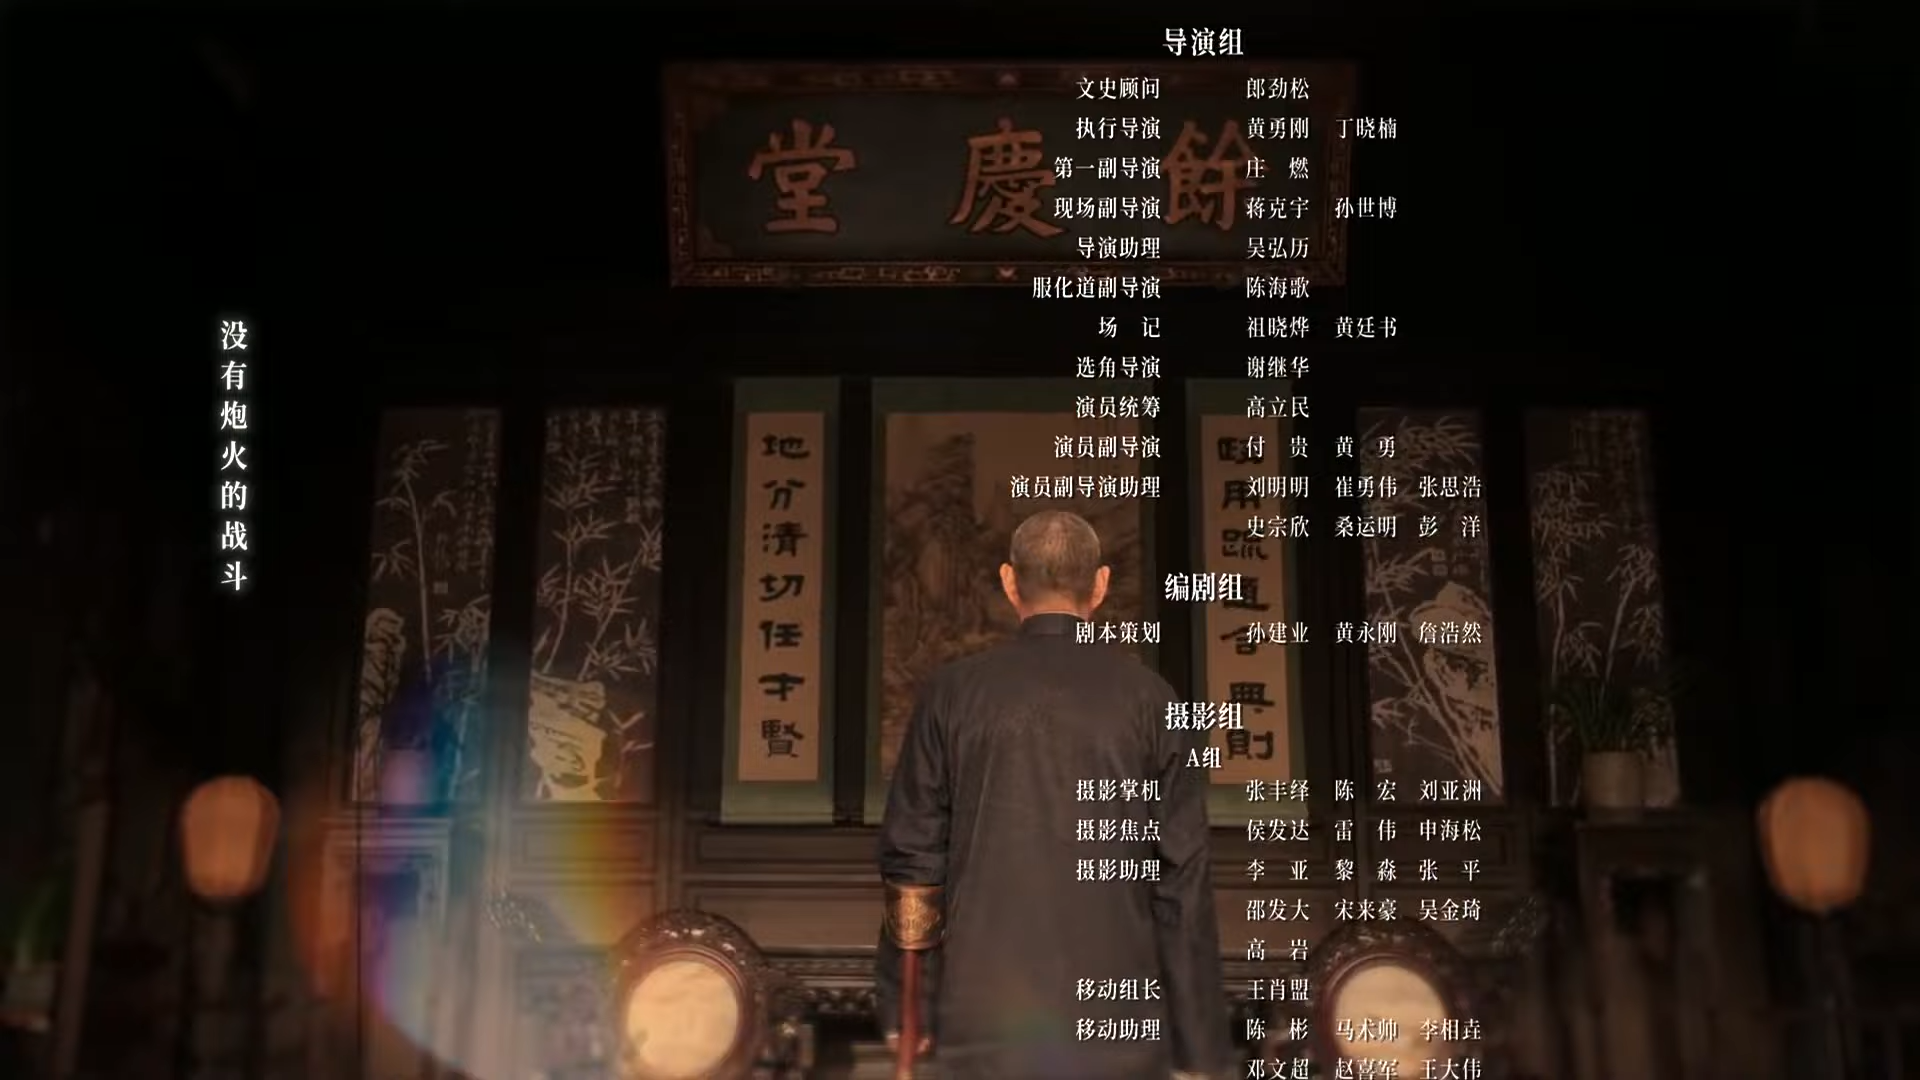 导演组
文史顾问 郎劲松
执行导演 黄勇刚 丁晓楠
第一副导演 庄 燃
现场副导演 蒋克宇 孙世博
导演助理 吴弘历
服化道副导演 陈海歌
场 记 祖晓烨 黄廷书
选角导演 谢继华
演员统筹 高立民
演员副导演 付 贵 黄 勇
演员副导演助理 刘明明 崔勇伟 张思浩
史宗欣 桑运明 彭 洋
编剧组
剧本策划 孙建业 黄永刚 詹浩然
摄影组
A组
摄影掌机 张丰绎 陈 宏 刘亚洲
摄影焦点 侯发达 雷 伟 申海松
摄影助理 李 亚 黎 淼 张 平
邵发大 宋来豪 吴金琦
高 岩
移动组长 王肖盟
移动助理 陈 彬 马术帅 李相垚
邓文超 赵喜军 王大伟
没有炮火的战斗
餘慶堂
地分清切任才賢